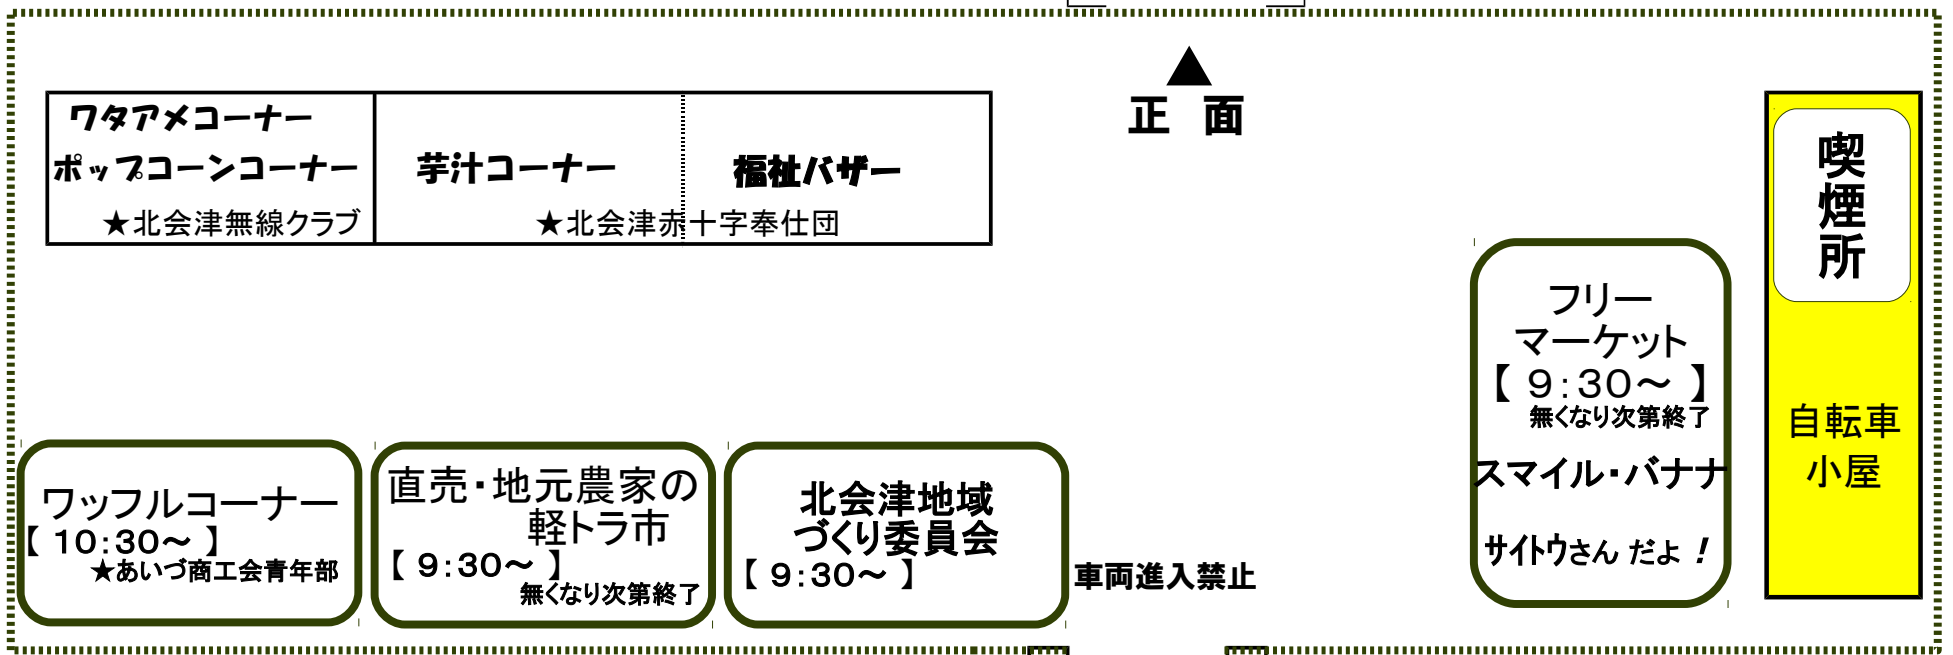 ▲
正 面
ワタアメコーナー
ポップコーンコーナー
★北会津無線クラブ
芋汁コーナー
福祉バザー
★北会津赤十字奉仕団
喫煙所
自転車
小屋
フリー
マーケット
【 9:30～ 】
無くなり次第終了
スマイル・バナナ
サイトウさん だよ！
ワッフルコーナー
【 10:30～ 】
★あいづ商工会青年部
直売・地元農家の
軽トラ市
【 9:30～ 】
無くなり次第終了
北会津地域
づくり委員会
【 9:30～ 】
車両進入禁止